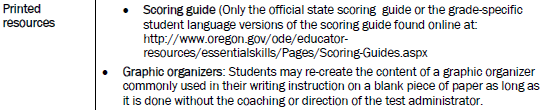 Printed
resources
• Scoring guide (Only the official state scoring guide or the grade-specific
student language versions of the scoring guide found online at:
http://www.oregon.gov/ode/educator-
resources/essentialskills/Pages/Scoring-Guides.aspx
• Graphic organizers: Students may re-create the content of a graphic organizer
commonly used in their writing instruction on a blank piece of paper as long as
it is done without the coaching or direction of the test administrator.